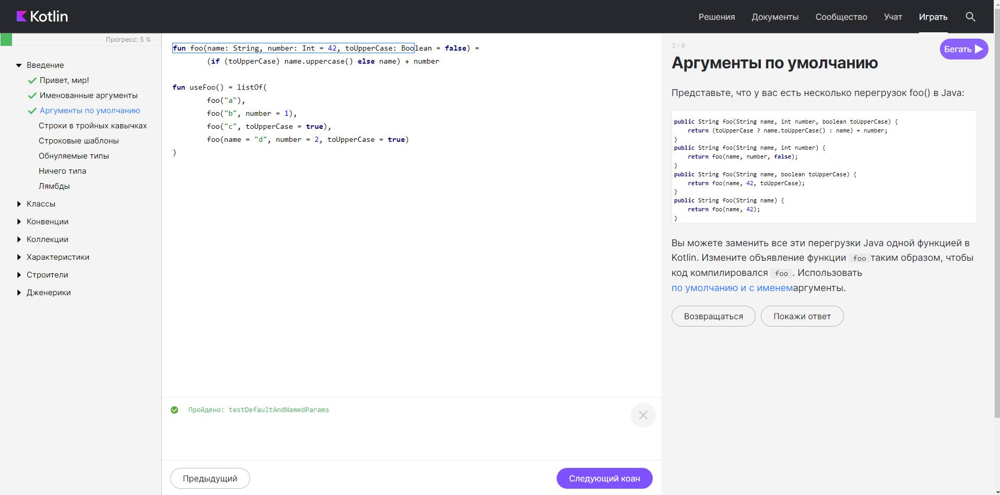 Kotlin
Решения
Документы
Сообщество
Учат
Играть
Прогресс: 5 %
Введение
Привет, мир!
Именованные аргументы
Аргументы по умолчанию
Строки в тройных кавычках
Строковые шаблоны
Обнуляемые типы
Ничего типа
Лямбды
Классы
Конвенции
Коллекции
Характеристики
Строители
Дженерики
fun foo(name: String, number: Int = 42, toUpperCase: Boolean = false) =
(if (toUpperCase) name.uppercase() else name) + number
fun useFoo() = listOf(
foo("a"),
foo("b", number = 1),
foo("c", toUpperCase = true),
foo(name = "d", number = 2, toUpperCase = true)
)
Пройдено: testDefaultAndNamedParams
Предыдущий
Следующий коан
3 / 8
Бегать
Аргументы по умолчанию
Представьте, что у вас есть несколько перегрузок foo() в Java:
public String foo(String name, int number, boolean toUpperCase) {
return (toUpperCase ? name.toUpperCase() : name) + number;
}
public String foo(String name, int number) {
return foo(name, number, false);
}
public String foo(String name, boolean toUpperCase) {
return foo(name, 42, toUpperCase);
}
public String foo(String name) {
return foo(name, 42);
}
Вы можете заменить все эти перегрузки Java одной функцией в
Kotlin. Измените объявление функции foo таким образом, чтобы
код компилировался foo . Использовать
по умолчанию и с именемаргументы.
Возвращаться
Покажи ответ